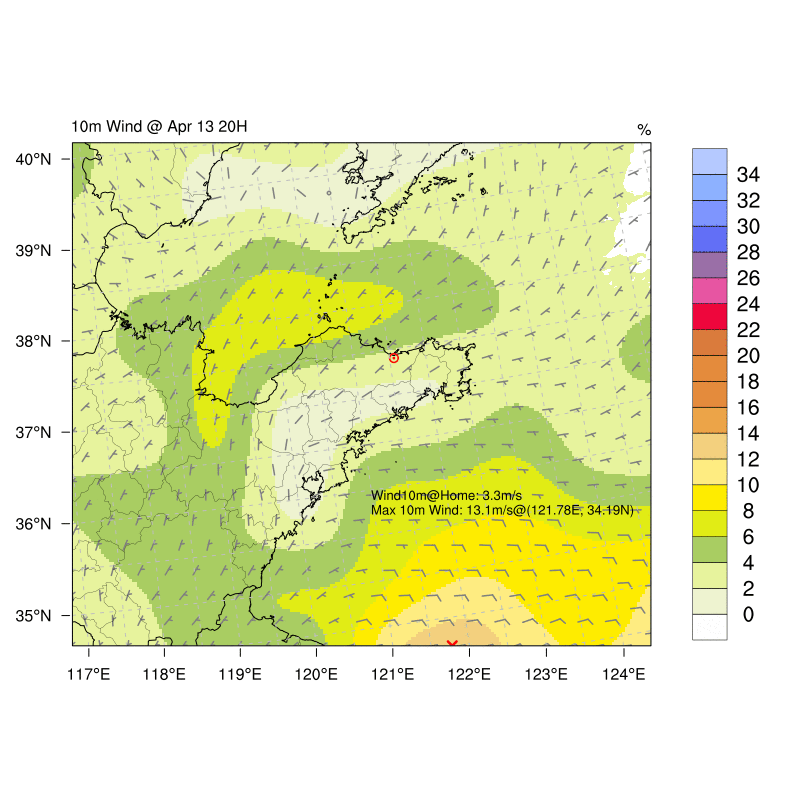 10m Wind @ Apr 13 20H
%
40°N
39°N
38°N
37°N
36°N
35°N
Wind10m@Home: 3.3m/s
Max 10m Wind: 13.1m/s@(121.78E, 34.19N)
117°E 118°E 119°E 120°E 121°E 122°E 123°E 124°E
34
32
30
28
26
24
22
20
18
16
14
12
10
8
6
4
2
0